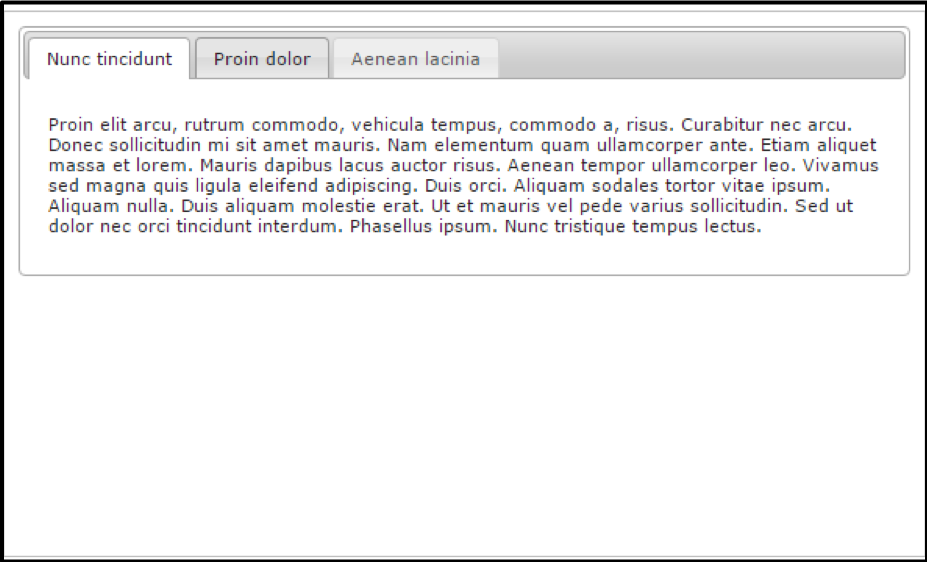 Nunc tincidunt Proin dolor Aenean lacinia
Proin elit arcu, rutrum commodo, vehicula tempus, commodo a, risus. Curabitur nec arcu.
Donec sollicitudin mi sit amet mauris. Nam elementum quam ullamcorper ante. Etiam aliquet
massa et lorem. Mauris dapibus lacus auctor risus. Aenean tempor ullamcorper leo. Vivamus
sed magna quis ligula eleifend adipiscing. Duis orci. Aliquam sodales tortor vitae ipsum.
Aliquam nulla. Duis aliquam molestie erat. Ut et mauris vel pede varius sollicitudin. Sed ut
dolor nec orci tincidunt interdum. Phasellus ipsum. Nunc tristique tempus lectus.